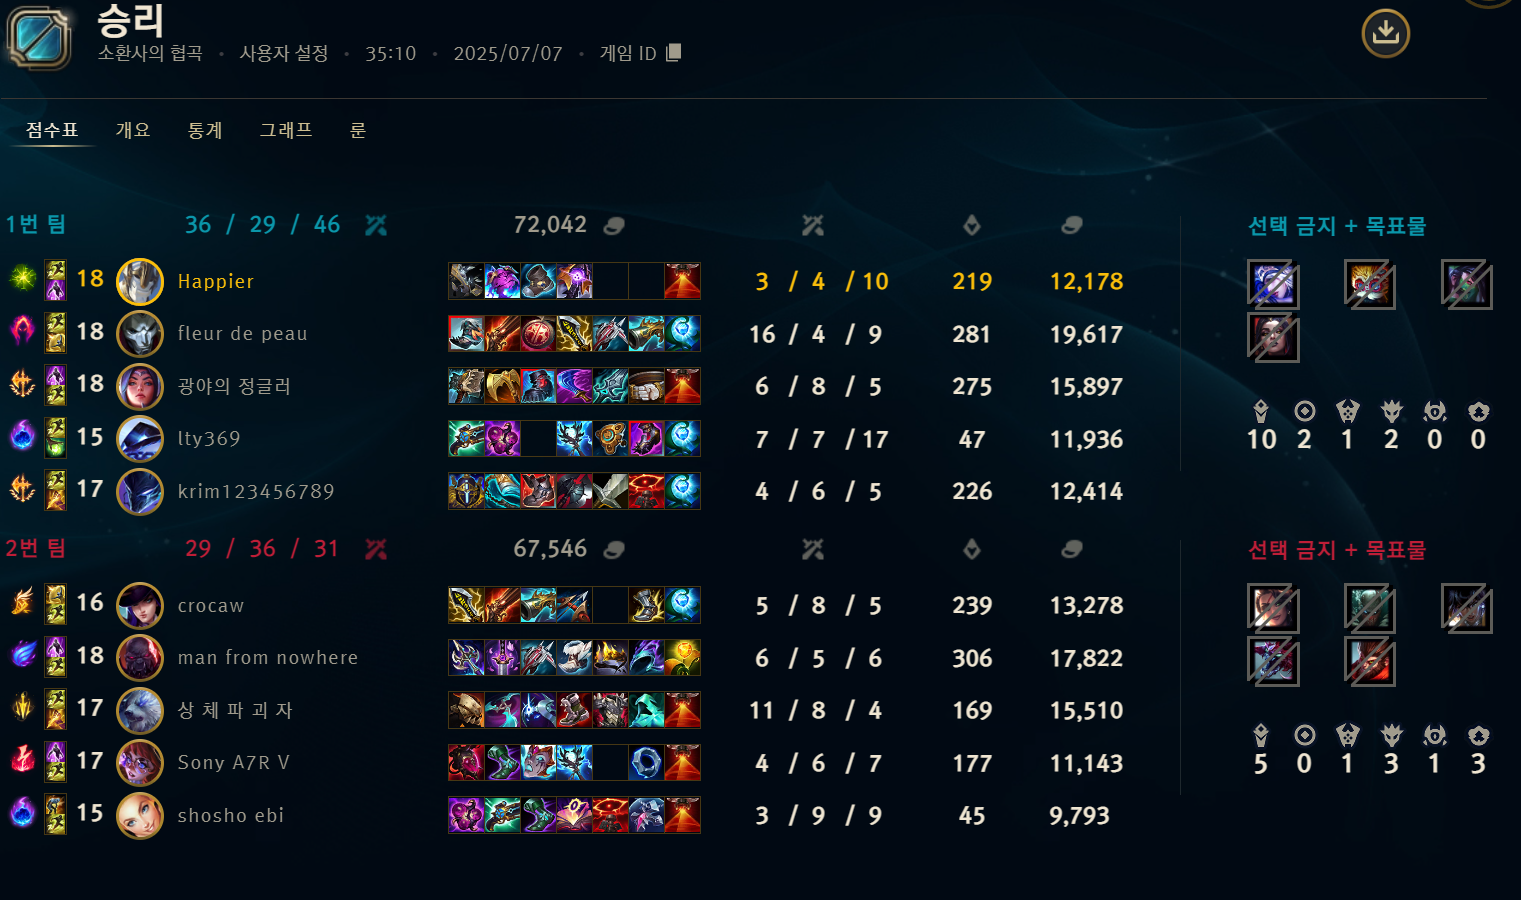 승리
소환사의 협곡 • 사용자 설정 • 35:10 • 2025/07/07 • 게임 ID
점수표 개요 통계 그래프 룬
1번 팀 36 / 29 / 46 72,042 선택 금지 + 목표물
18 Happier 3 / 4 / 10 219 12,178
18 fleur de peau 16 / 4 / 9 281 19,617
18 광야의 정글러 6 / 8 / 5 275 15,897
15 lty369 7 / 7 / 17 47 11,936
10 2 1 2 0 0
17 krim123456789 4 / 6 / 5 226 12,414
2번 팀 29 / 36 / 31 67,546 선택 금지 + 목표물
16 crocaw 5 / 8 / 5 239 13,278
18 man from nowhere 6 / 5 / 6 306 17,822
17 상 체 파 괴 자 11 / 8 / 4 169 15,510
17 Sony A7R V 4 / 6 / 7 177 11,143
5 0 1 3 1 3
15 shosho ebi 3 / 9 / 9 45 9,793